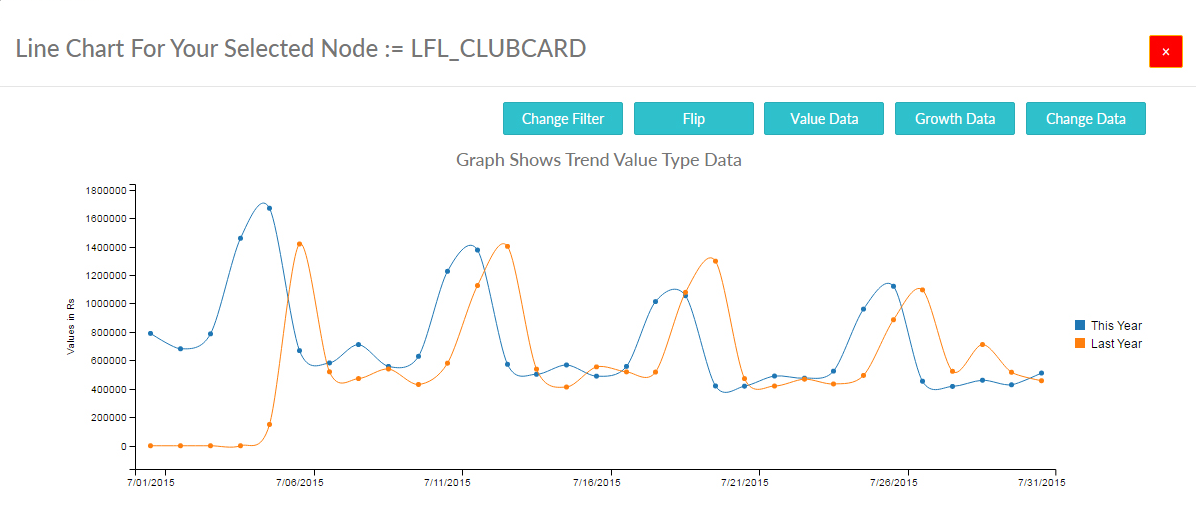 Line Chart For Your Selected Node := LFL_CLUBCARD
×
Change Filter
Flip
Value Data
Growth Data
Change Data
Graph Shows Trend Value Type Data
1800000
1600000
1400000
1200000
1000000
800000
600000
400000
200000
0
Values in Rs
This Year
Last Year
7/01/2015 7/06/2015 7/11/2015 7/16/2015 7/21/2015 7/26/2015 7/31/2015